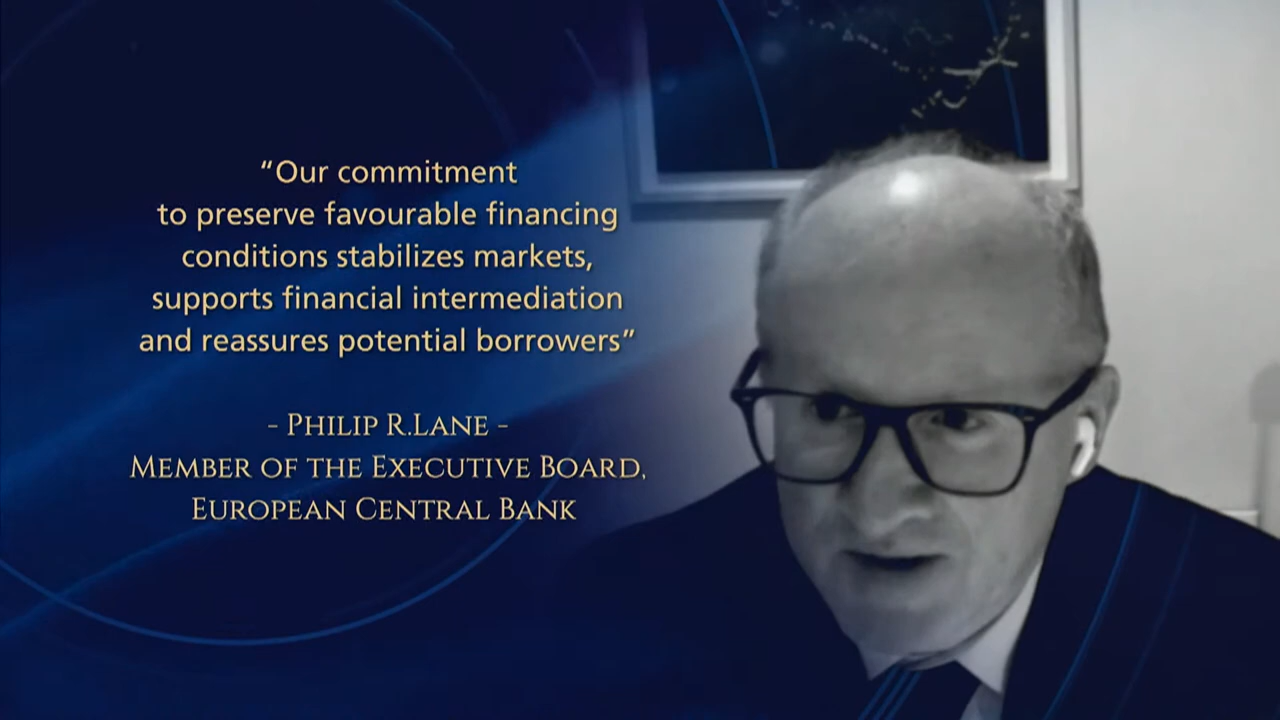 “Our commitment
to preserve favourable financing
conditions stabilizes markets,
supports financial intermediation
and reassures potential borrowers”
- Philip R.Lane -
Member of the Executive Board,
European Central Bank